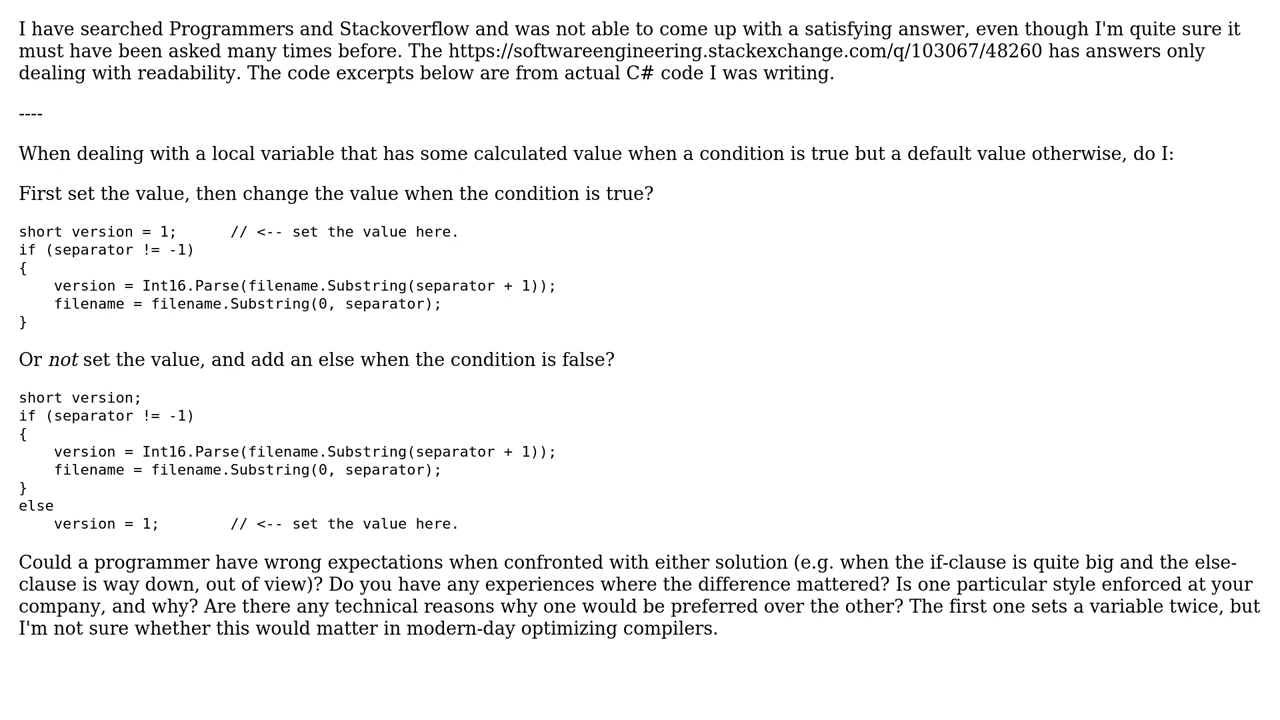 I have searched Programmers and Stackoverflow and was not able to come up with a satisfying answer, even though I'm quite sure it
must have been asked many times before. The https://softwareengineering.stackexchange.com/q/103067/48260 has answers only
dealing with readability. The code excerpts below are from actual C# code I was writing.
----
When dealing with a local variable that has some calculated value when a condition is true but a default value otherwise, do I:
First set the value, then change the value when the condition is true?
short version = 1;      // <-- set the value here.
if (separator != -1)
{
    version = Int16.Parse(filename.Substring(separator + 1));
    filename = filename.Substring(0, separator);
}
Or not set the value, and add an else when the condition is false?
short version;
if (separator != -1)
{
    version = Int16.Parse(filename.Substring(separator + 1));
    filename = filename.Substring(0, separator);
}
else
    version = 1;        // <-- set the value here.
Could a programmer have wrong expectations when confronted with either solution (e.g. when the if-clause is quite big and the else-
clause is way down, out of view)? Do you have any experiences where the difference mattered? Is one particular style enforced at your
company, and why? Are there any technical reasons why one would be preferred over the other? The first one sets a variable twice, but
I'm not sure whether this would matter in modern-day optimizing compilers.